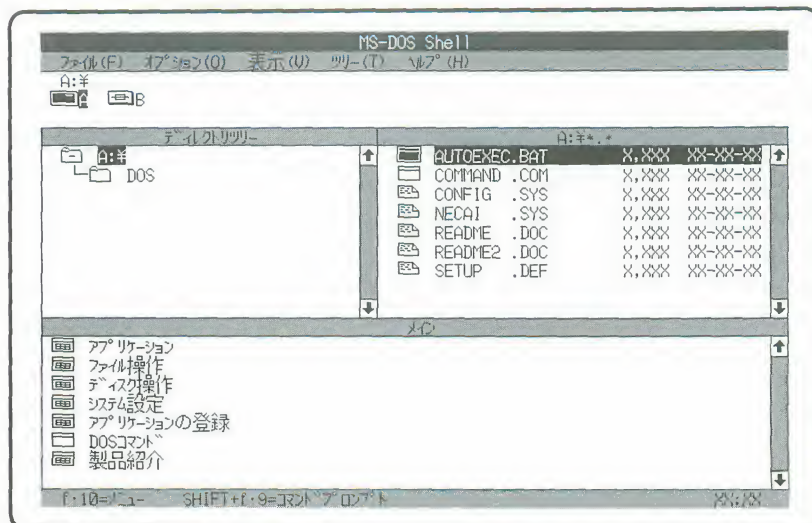 MS-DOS Shell
ファイル(F) オプション(O) 表示(V) ツリー(T) ヘルプ(H)
A:¥
A B
ディレクトリツリー
A:¥
DOS
A:¥*.*
AUTOEXEC.BAT X,XXX XX-XX-XX
COMMAND .COM X,XXX XX-XX-XX
CONFIG .SYS X,XXX XX-XX-XX
NECAI .SYS X,XXX XX-XX-XX
README .DOC X,XXX XX-XX-XX
README2 .DOC X,XXX XX-XX-XX
SETUP .DEF X,XXX XX-XX-XX
メイン
アプリケーション
ファイル操作
ディスク操作
システム設定
アプリケーションの登録
DOSコマンド
製品紹介
f・10=メニュー SHIFT+f・9=コマンドプロンプト XX:XX